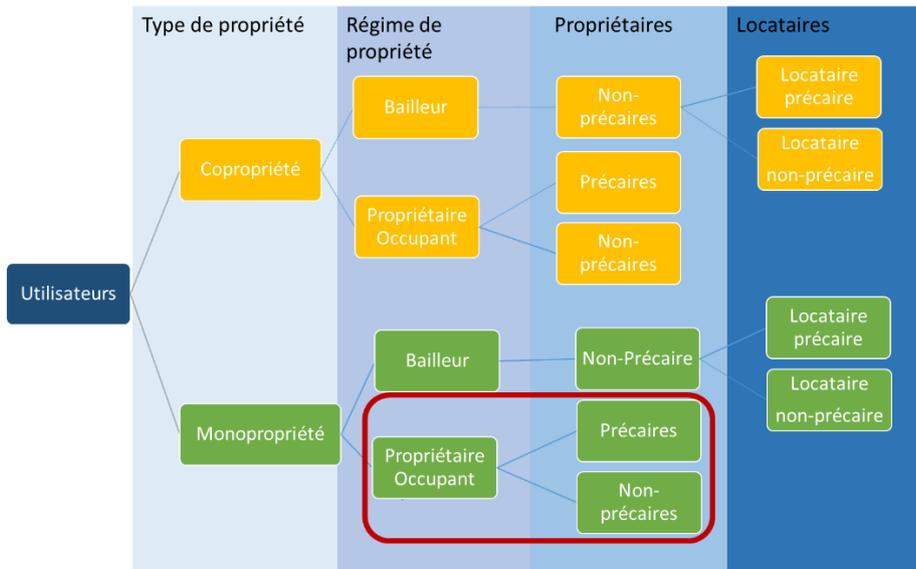 Type de propriété
Régime de
propriété
Propriétaires
Locataires
Bailleur
Non-
précaires
Locataire
précaire
Locataire
non-précaire
Copropriété
Propriétaire
Occupant
Précaires
Non-
précaires
Utilisateurs
Bailleur
Non-Précaire
Locataire
précaire
Locataire
non-précaire
Monopropriété
Propriétaire
Occupant
Précaires
Non-
précaires